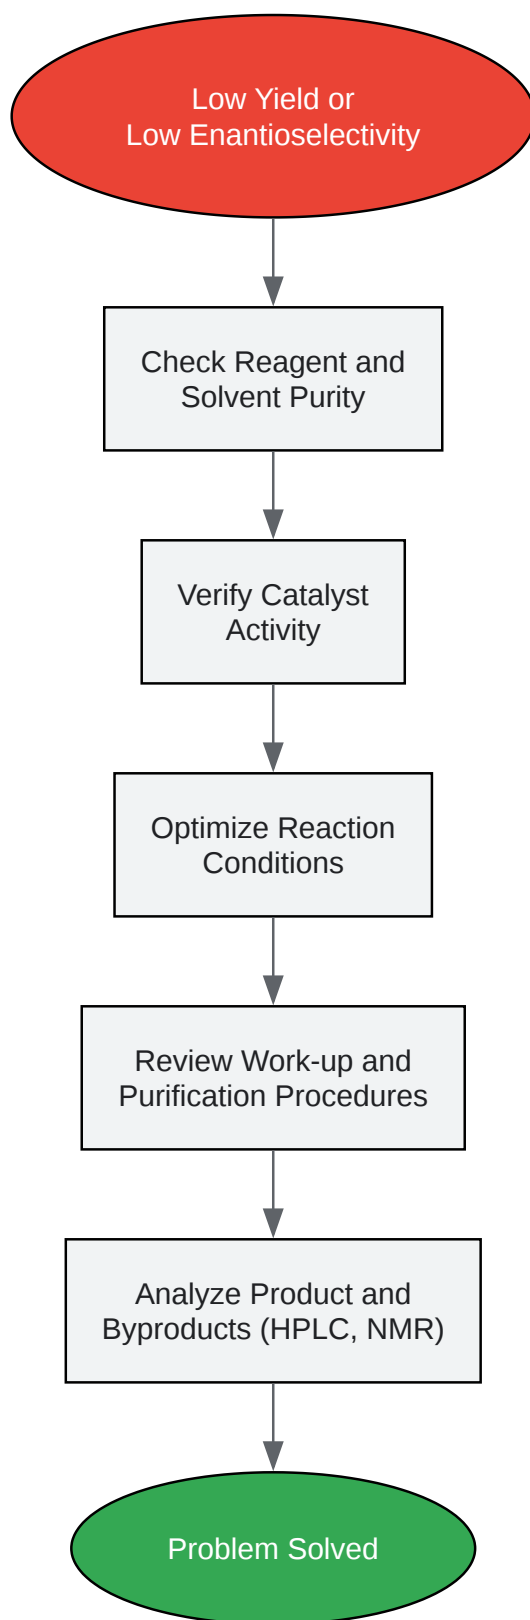 Low Yield or
Low Enantioselectivity
Check Reagent and
Solvent Purity
Verify Catalyst
Activity
Optimize Reaction
Conditions
Review Work-up and
Purification Procedures
Analyze Product and
Byproducts (HPLC, NMR)
Problem Solved